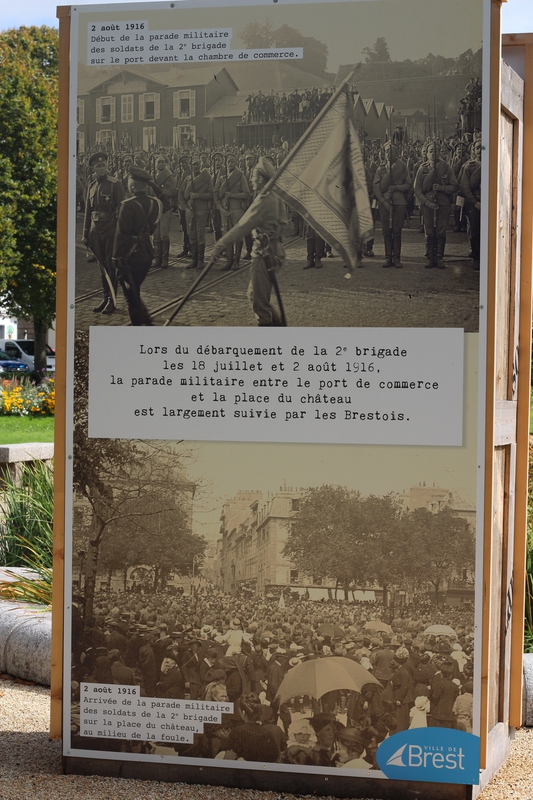 2 août 1916
Début de la parade militaire
des soldats de la 2e brigade
sur le port devant la chambre de commerce.
Lors du débarquement de la 2e brigade
les 18 juillet et 2 août 1916,
la parade militaire entre le port de commerce
et la place du château
est largement suivie par les Brestois.
2 août 1916
Arrivée de la parade militaire
des soldats de la 2e brigade
sur la place du château,
au milieu de la foule.
VILLE DE
Brest